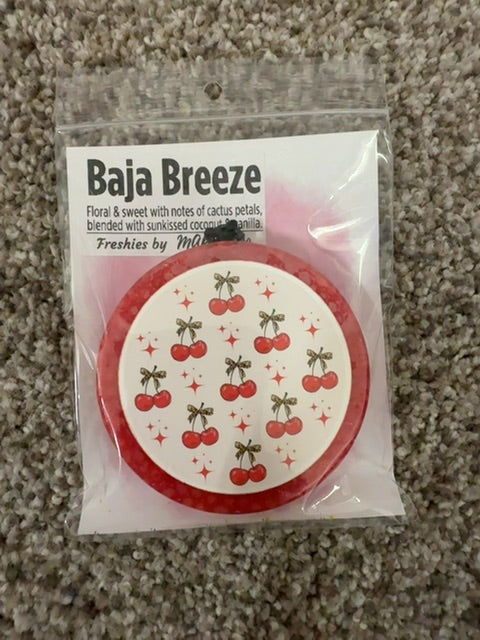 Baja Breeze
Floral & sweet with notes of cactus petals,
blended with sunkissed coconut & vanilla.
Freshies by